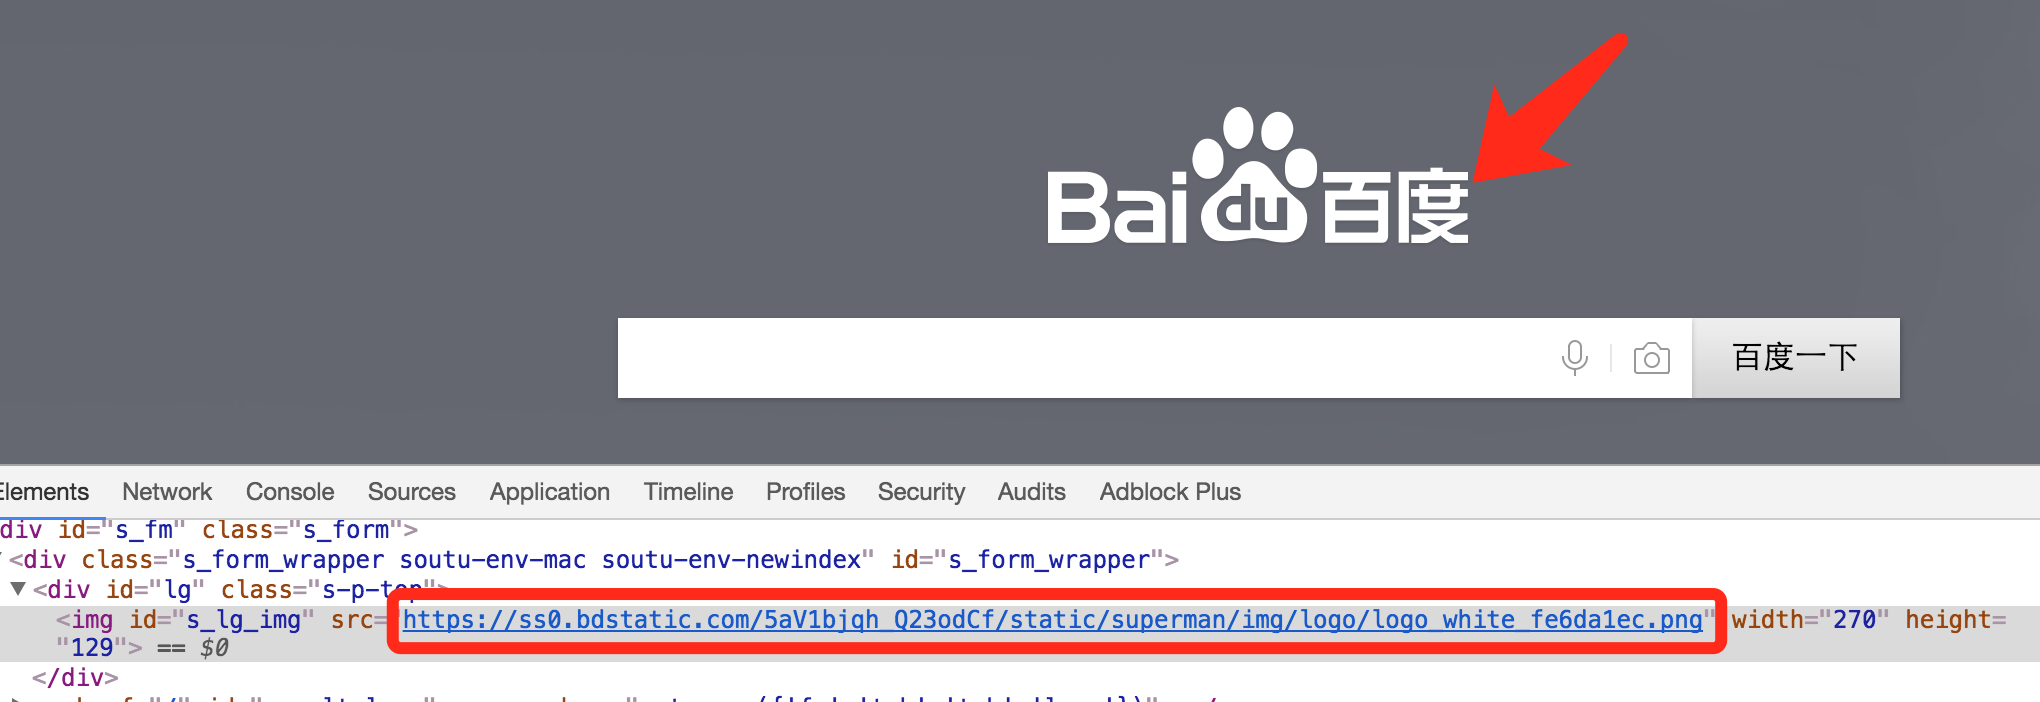 Bai du 百度
百度一下
Elements Network Console Sources Application Timeline Profiles Security Audits Adblock Plus
div id="s_fm" class="s_form">
<div class="s_form_wrapper soutu-env-mac soutu-env-newindex" id="s_form_wrapper">
<div id="lg" class="s-p-top">
<img id="s_lg_img" src="https://ss0.bdstatic.com/5aV1bjqh_Q23odCf/static/superman/img/logo/logo_white_fe6da1ec.png" width="270" height=
"129"> == $0
</div>